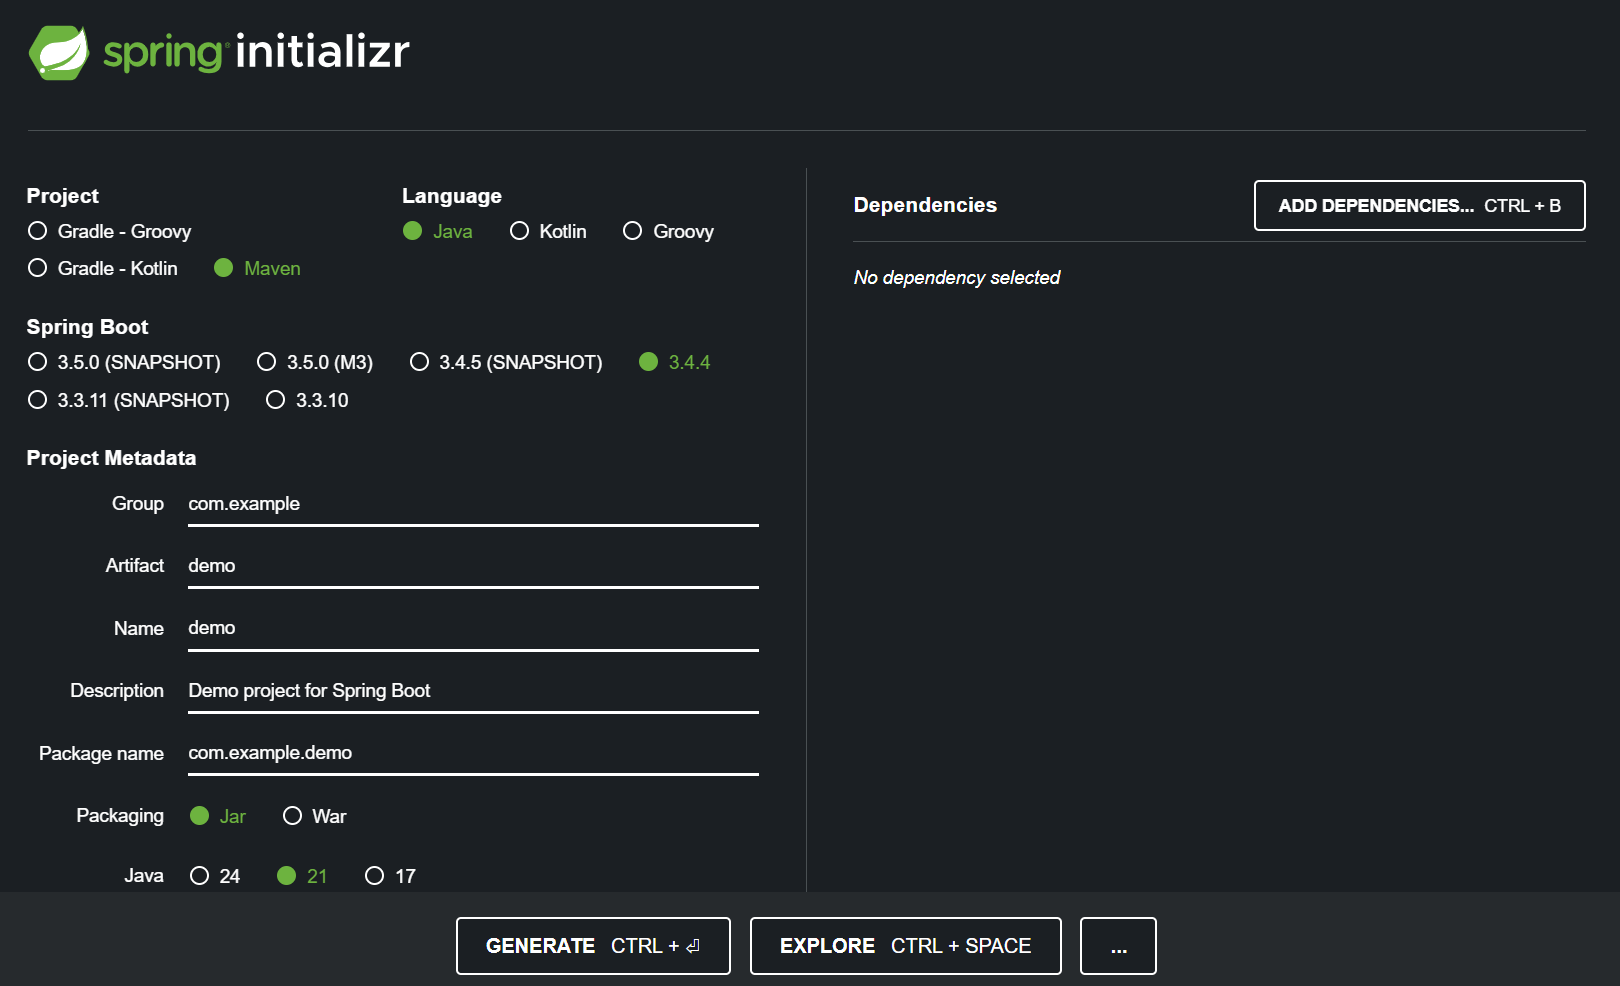 spring initializr
Project
Gradle - Groovy
Gradle - Kotlin Maven
Language
Java Kotlin Groovy
Spring Boot
3.5.0 (SNAPSHOT) 3.5.0 (M3) 3.4.5 (SNAPSHOT) 3.4.4
3.3.11 (SNAPSHOT) 3.3.10
Project Metadata
Group com.example
Artifact demo
Name demo
Description Demo project for Spring Boot
Package name com.example.demo
Packaging Jar War
Java 24 21 17
Dependencies ADD DEPENDENCIES... CTRL + B
No dependency selected
GENERATE CTRL + ⏎ EXPLORE CTRL + SPACE ...